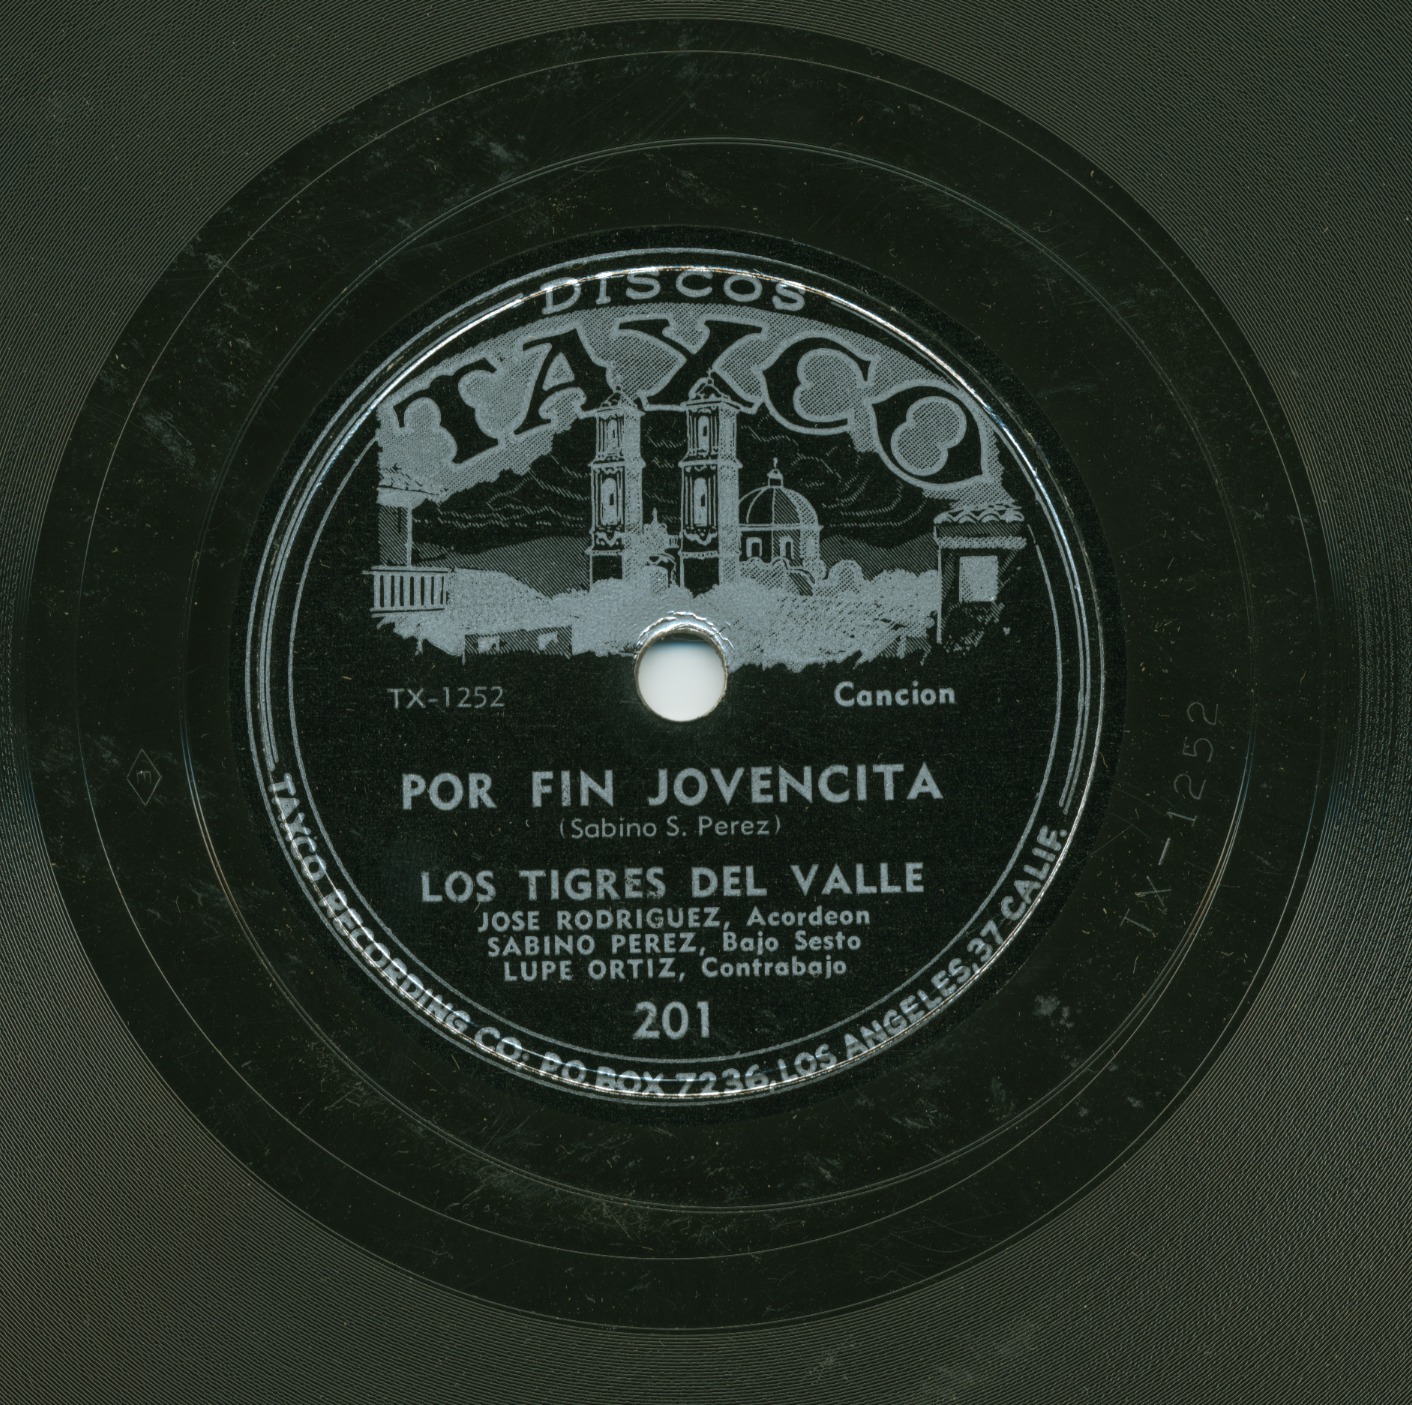 DISCOS
TAXCO
TX-1252
Cancion
POR FIN JOVENCITA
(Sabino S. Perez)
LOS TIGRES DEL VALLE
JOSE RODRIGUEZ, Acordeon
SABINO PEREZ, Bajo Sesto
LUPE ORTIZ, Contrabajo
201
TAXCO RECORDING CO: P.O. BOX 7236, LOS ANGELES, 37 CALIF.
TX-1252
E